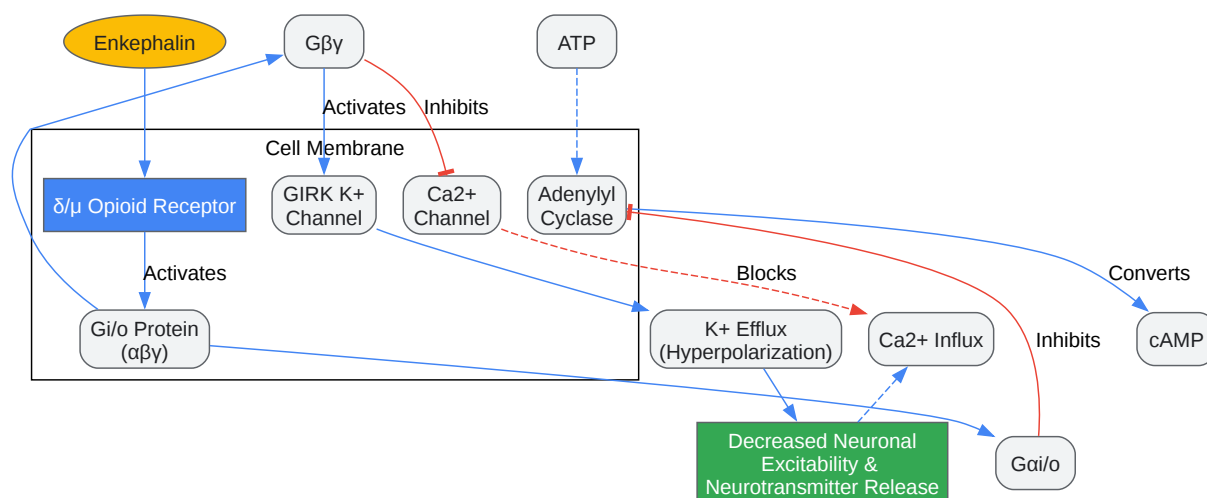 Enkephalin
Gβγ
ATP
Activates
Inhibits
Cell Membrane
δ/μ Opioid Receptor
GIRK K+
Channel
Ca2+
Channel
Adenylyl
Cyclase
Activates
Blocks
Converts
Gi/o Protein
(αβγ)
K+ Efflux
(Hyperpolarization)
Ca2+ Influx
Inhibits
cAMP
Decreased Neuronal
Excitability &
Neurotransmitter Release
Gαi/o